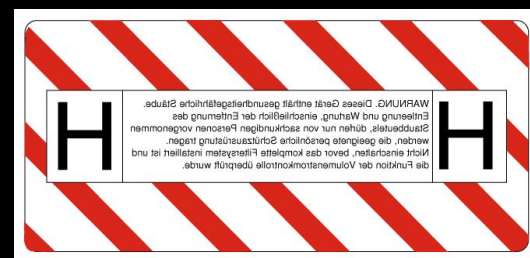 H
WARNUNG. Dieses Gerät enthält gesundheitsgefährliche Stäube.
Entleerung und Wartung, einschließlich der Entfernung des
Staubbeutels, dürfen nur von sachkundigen Personen vorgenommen
werden, die geeignete persönliche Schützausrüstung tragen.
Nicht einschalten, bevor das komplette Filtersystem installiert ist und
die Funktion der Volumenstromkontrolle überprüft wurde.
H